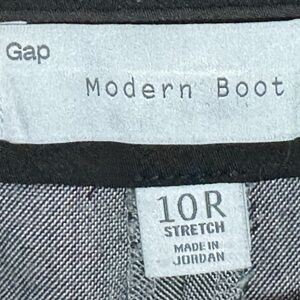 Gap
Modern Boot
10R
STRETCH
MADE IN
JORDAN